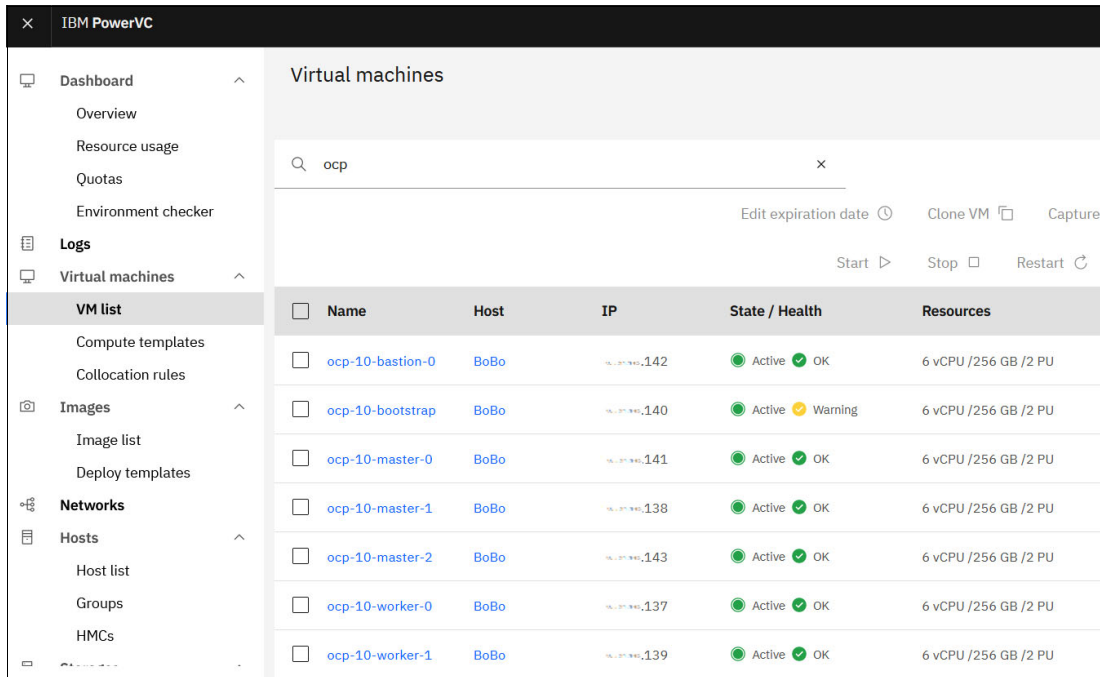 IBM PowerVC
Dashboard
Overview
Resource usage
Quotas
Environment checker
Logs
Virtual machines
VM list
Compute templates
Collocation rules
Images
Image list
Deploy templates
Networks
Hosts
Host list
Groups
HMCs
Virtual machines
ocp
Edit expiration date Clone VM Capture
Start Stop Restart
Name Host IP State / Health Resources
ocp-10-bastion-0 BoBo .142 Active OK 6 vCPU /256 GB /2 PU
ocp-10-bootstrap BoBo .140 Active Warning 6 vCPU /256 GB /2 PU
ocp-10-master-0 BoBo .141 Active OK 6 vCPU /256 GB /2 PU
ocp-10-master-1 BoBo .138 Active OK 6 vCPU /256 GB /2 PU
ocp-10-master-2 BoBo .143 Active OK 6 vCPU /256 GB /2 PU
ocp-10-worker-0 BoBo .137 Active OK 6 vCPU /256 GB /2 PU
ocp-10-worker-1 BoBo .139 Active OK 6 vCPU /256 GB /2 PU